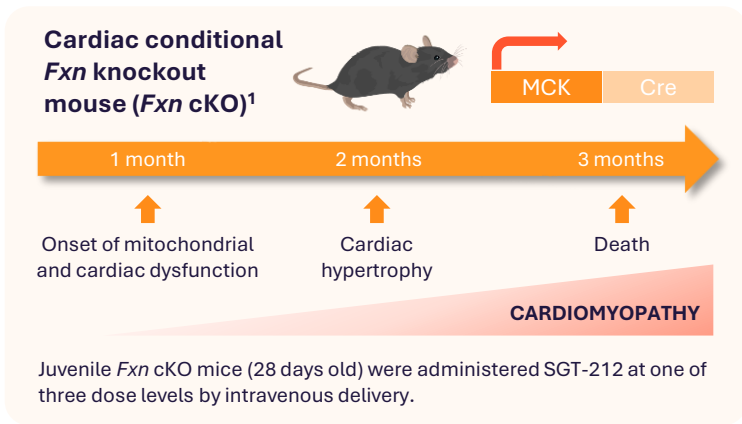 Cardiac conditional
Fxn knockout
mouse (Fxn cKO)¹
MCK
Cre
1 month
2 months
3 months
Onset of mitochondrial
and cardiac dysfunction
Cardiac
hypertrophy
Death
CARDIOMYOPATHY
Juvenile Fxn cKO mice (28 days old) were administered SGT-212 at one of
three dose levels by intravenous delivery.